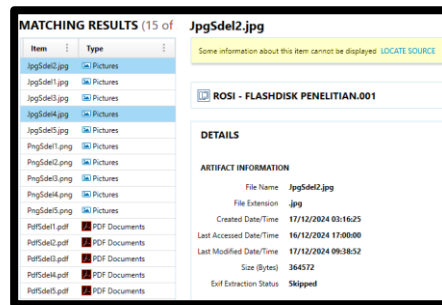 MATCHING RESULTS (15 of
Item Type
JpgSdel2.jpg Pictures
JpgSdel1.jpg Pictures
JpgSdel3.jpg Pictures
JpgSdel4.jpg Pictures
JpgSdel5.jpg Pictures
PngSdel1.png Pictures
PngSdel2.png Pictures
PngSdel3.png Pictures
PngSdel4.png Pictures
PngSdel5.png Pictures
PdfSdel1.pdf PDF Documents
PdfSdel2.pdf PDF Documents
PdfSdel3.pdf PDF Documents
PdfSdel4.pdf PDF Documents
PdfSdel5.pdf PDF Documents
JpgSdel2.jpg
Some information about this item cannot be displayed LOCATE SOURCE
ROSI - FLASHDISK PENELITIAN.001
DETAILS
ARTIFACT INFORMATION
File Name JpgSdel2.jpg
File Extension .jpg
Created Date/Time 17/12/2024 03:16:25
Last Accessed Date/Time 16/12/2024 17:00:00
Last Modified Date/Time 17/12/2024 09:38:52
Size (Bytes) 364572
Exif Extraction Status Skipped